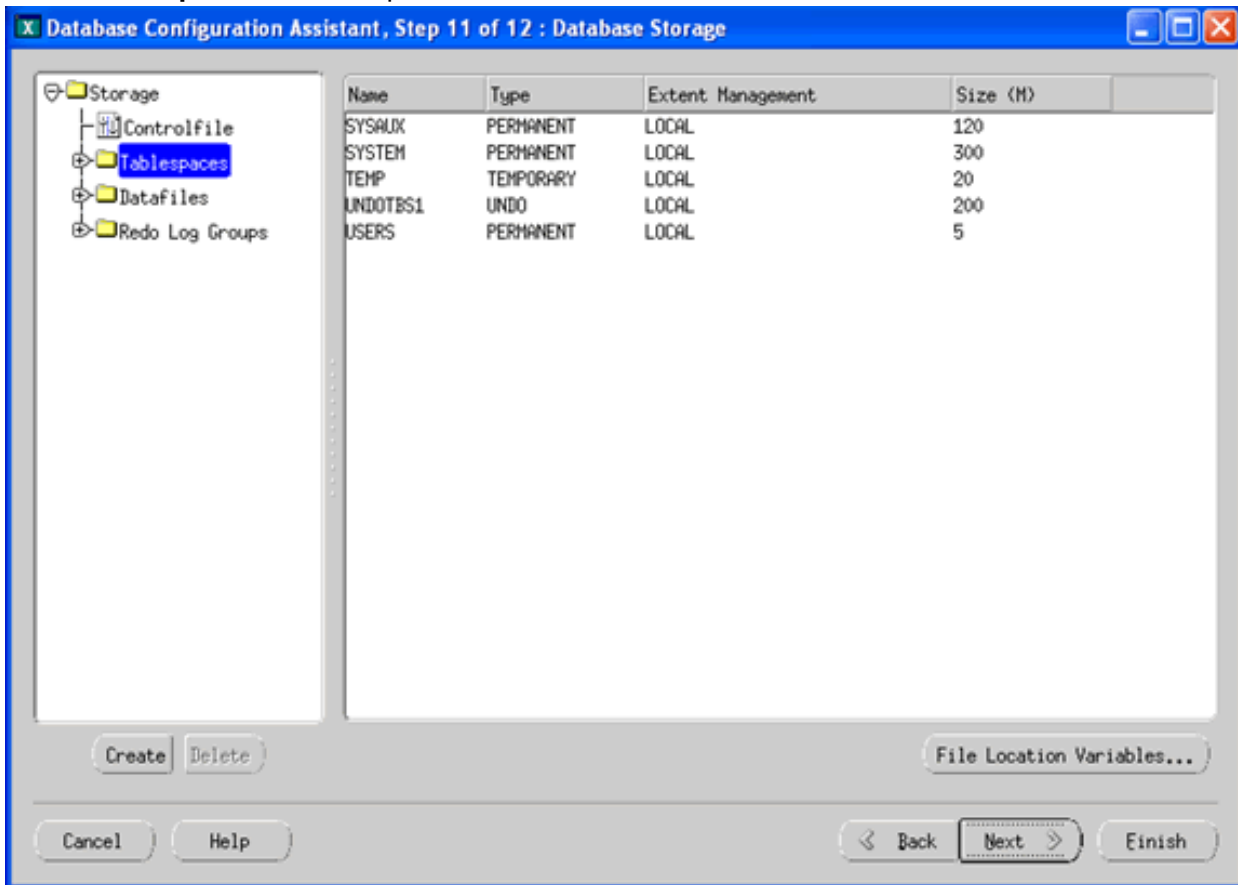 Database Configuration Assistant, Step 11 of 12 : Database Storage
Storage
Controlfile
Tablespaces
Datafiles
Redo Log Groups
Name Type Extent Management Size (M)
SYSAUX PERMANENT LOCAL 120
SYSTEM PERMANENT LOCAL 300
TEMP TEMPORARY LOCAL 20
UNDOTBS1 UNDO LOCAL 200
USERS PERMANENT LOCAL 5
Create Delete File Location Variables...
Cancel Help Back Next Finish